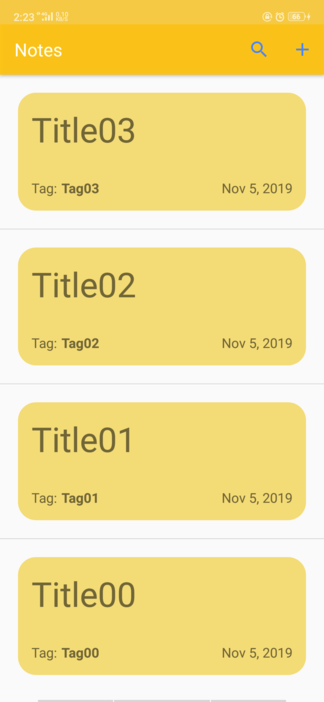 2:23
Notes
Title03
Tag: Tag03 Nov 5, 2019
Title02
Tag: Tag02 Nov 5, 2019
Title01
Tag: Tag01 Nov 5, 2019
Title00
Tag: Tag00 Nov 5, 2019